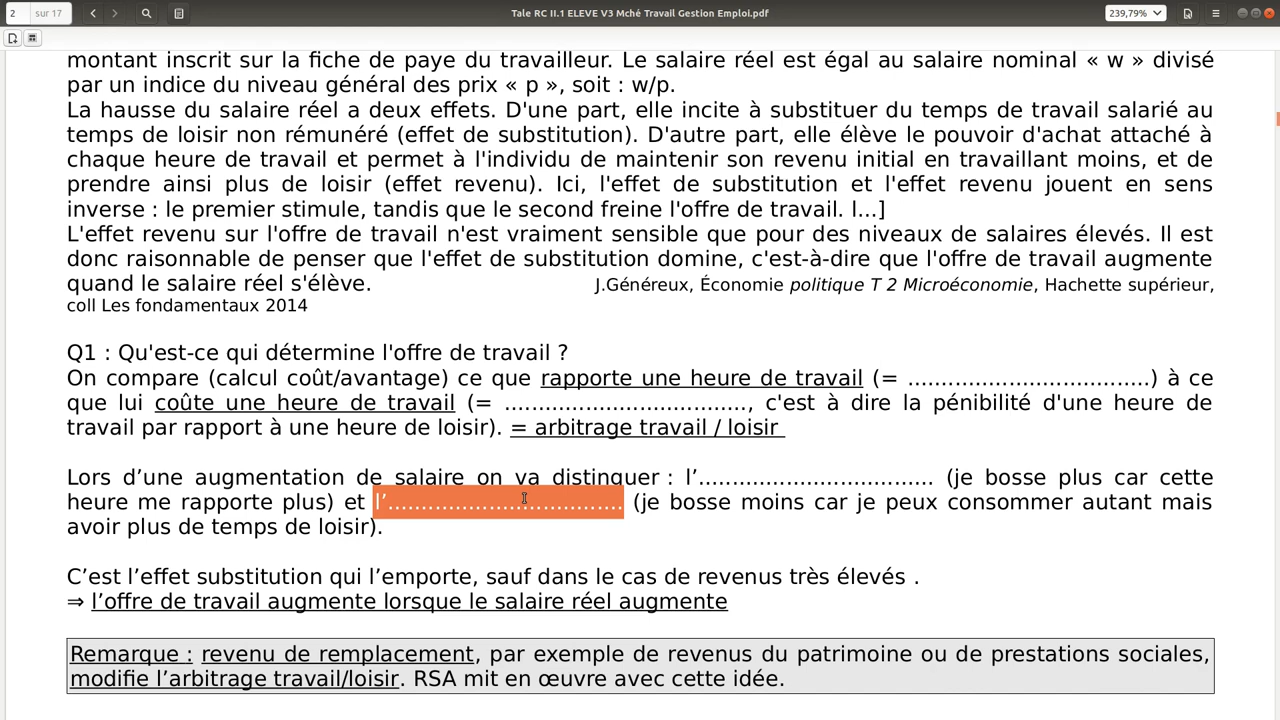 2
sur 17
Tale RC II.1 ELEVE V3 Mché Travail Gestion Emploi.pdf
239,79%
montant inscrit sur la fiche de paye du travailleur. Le salaire réel est égal au salaire nominal « w » divisé
par un indice du niveau général des prix « p », soit : w/p.
La hausse du salaire réel a deux effets. D'une part, elle incite à substituer du temps de travail salarié au
temps de loisir non rémunéré (effet de substitution). D'autre part, elle élève le pouvoir d'achat attaché à
chaque heure de travail et permet à l'individu de maintenir son revenu initial en travaillant moins, et de
prendre ainsi plus de loisir (effet revenu). Ici, l'effet de substitution et l'effet revenu jouent en sens
inverse : le premier stimule, tandis que le second freine l'offre de travail. l...]
L'effet revenu sur l'offre de travail n'est vraiment sensible que pour des niveaux de salaires élevés. Il est
donc raisonnable de penser que l'effet de substitution domine, c'est-à-dire que l'offre de travail augmente
quand le salaire réel s'élève. J.Généreux, Économie politique T 2 Microéconomie, Hachette supérieur,
coll Les fondamentaux 2014
Q1 : Qu'est-ce qui détermine l'offre de travail ?
On compare (calcul coût/avantage) ce que rapporte une heure de travail (= ....................................) à ce
que lui coûte une heure de travail (= ...................................., c'est à dire la pénibilité d'une heure de
travail par rapport à une heure de loisir). = arbitrage travail / loisir
Lors d’une augmentation de salaire on va distinguer : l’................................... (je bosse plus car cette
heure me rapporte plus) et l’................................... (je bosse moins car je peux consommer autant mais
avoir plus de temps de loisir).
C’est l’effet substitution qui l’emporte, sauf dans le cas de revenus très élevés .
⇒ l’offre de travail augmente lorsque le salaire réel augmente
Remarque : revenu de remplacement, par exemple de revenus du patrimoine ou de prestations sociales,
modifie l’arbitrage travail/loisir. RSA mit en œuvre avec cette idée.